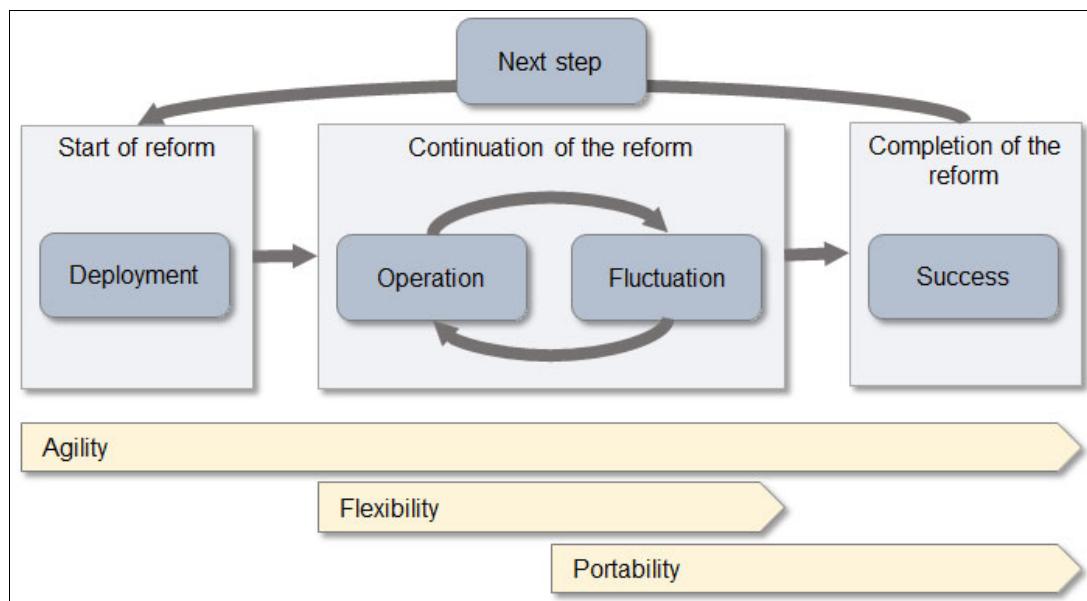 Next step
Start of reform
Continuation of the reform
Completion of the
reform
Deployment
Operation
Fluctuation
Success
Agility
Flexibility
Portability